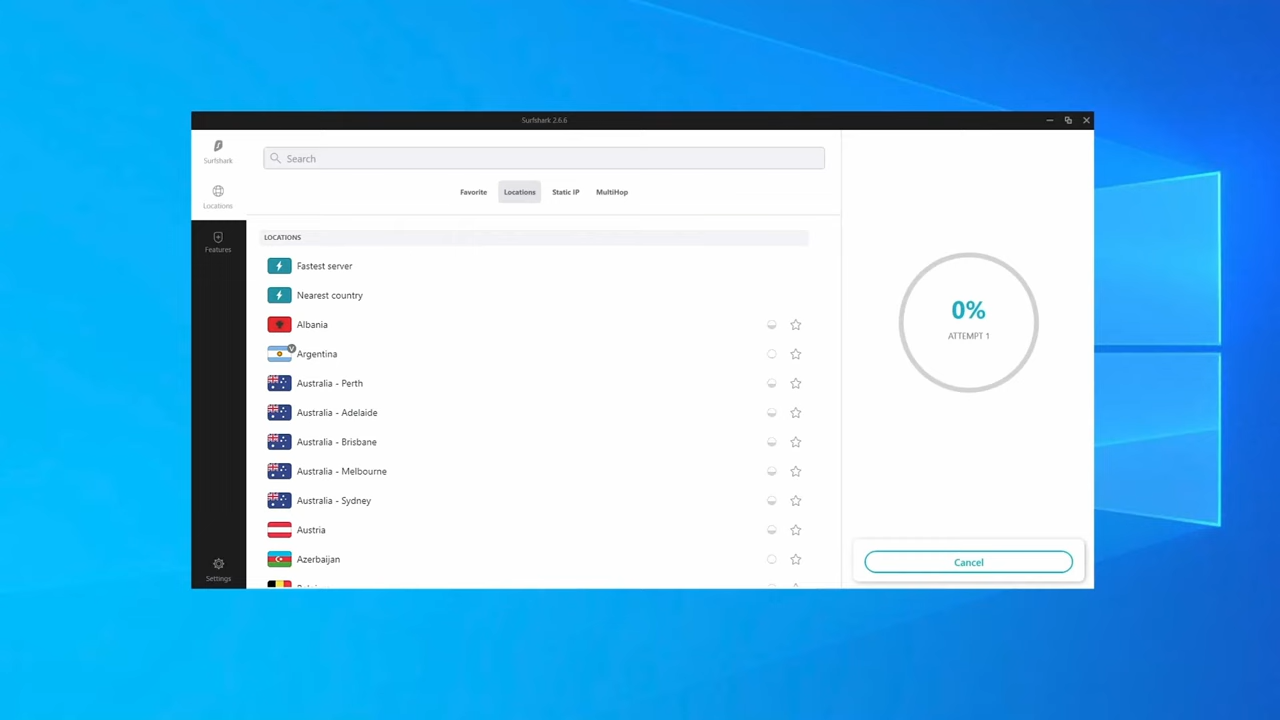 Surfshark 2.6.6
Surfshark
Locations
Features
Settings
Search
Favorite
Locations
Static IP
MultiHop
LOCATIONS
Fastest server
Nearest country
Albania
V
Argentina
Australia - Perth
Australia - Adelaide
Australia - Brisbane
Australia - Melbourne
Australia - Sydney
Austria
Azerbaijan
0%
ATTEMPT 1
Cancel